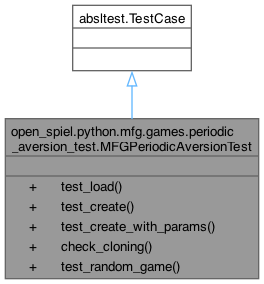 absltest.TestCase
open_spiel.python.mfg.games.periodic
_aversion_test.MFGPeriodicAversionTest
+ test_load()
+ test_create()
+ test_create_with_params()
+ check_cloning()
+ test_random_game()